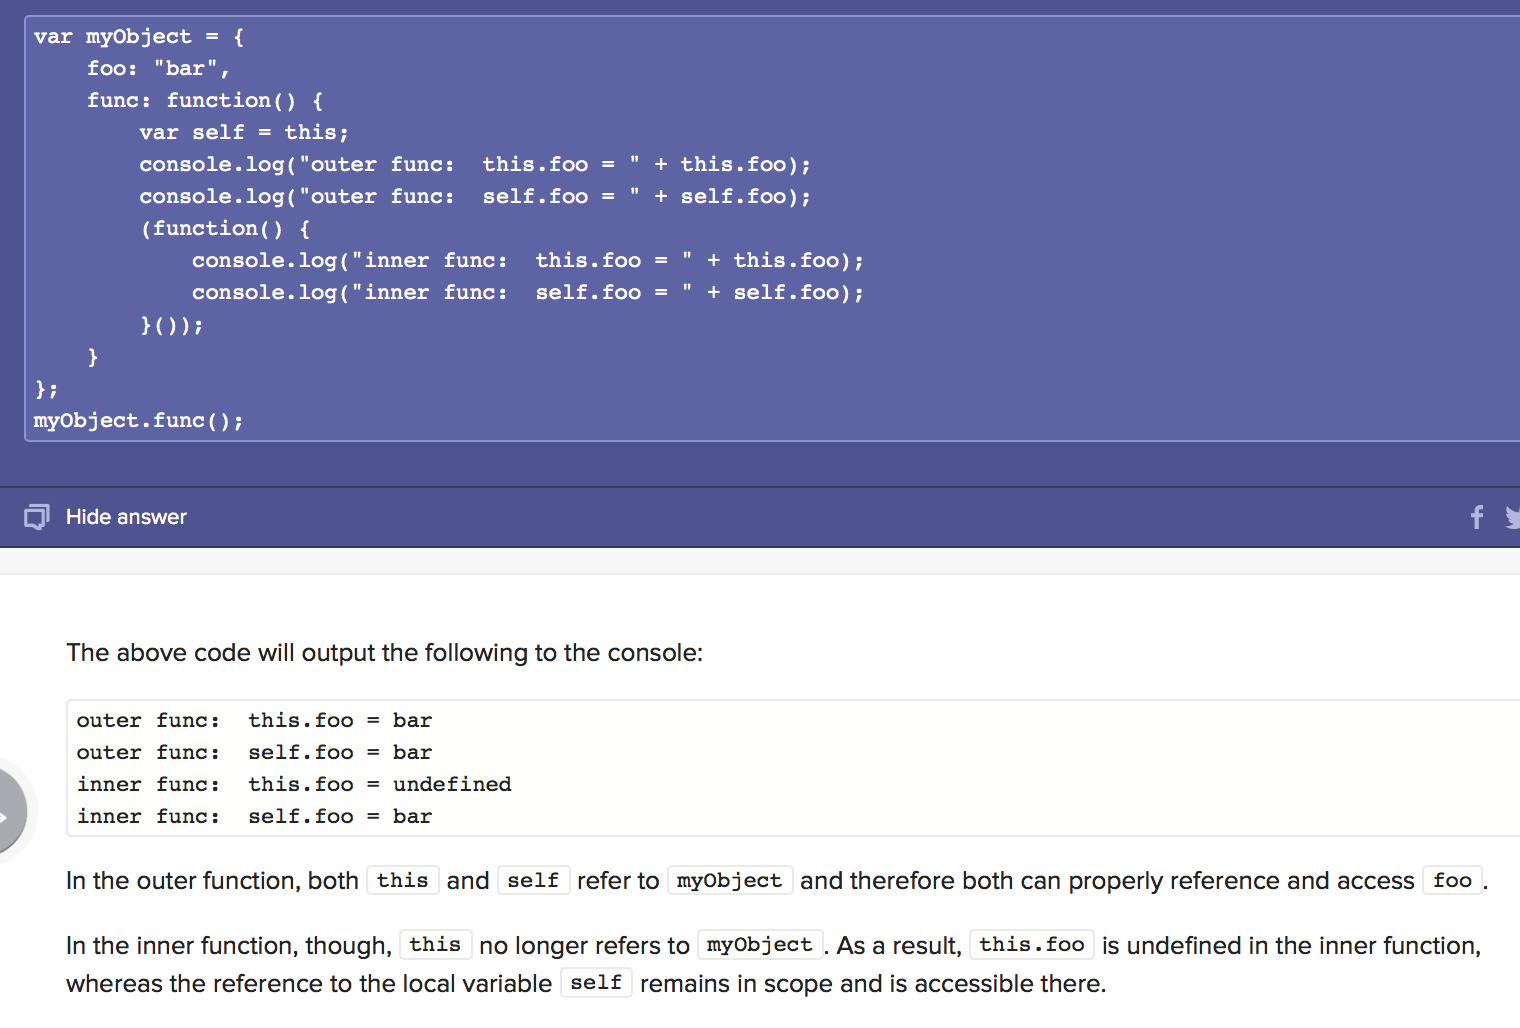 var myObject = {
    foo: "bar",
    func: function() {
        var self = this;
        console.log("outer func:  this.foo = " + this.foo);
        console.log("outer func:  self.foo = " + self.foo);
        (function() {
            console.log("inner func:  this.foo = " + this.foo);
            console.log("inner func:  self.foo = " + self.foo);
        }());
    }
};
myObject.func();
Hide answer
The above code will output the following to the console:
outer func:  this.foo = bar
outer func:  self.foo = bar
inner func:  this.foo = undefined
inner func:  self.foo = bar
In the outer function, both this and self refer to myObject and therefore both can properly reference and access foo.
In the inner function, though, this no longer refers to myObject. As a result, this.foo is undefined in the inner function,
whereas the reference to the local variable self remains in scope and is accessible there.